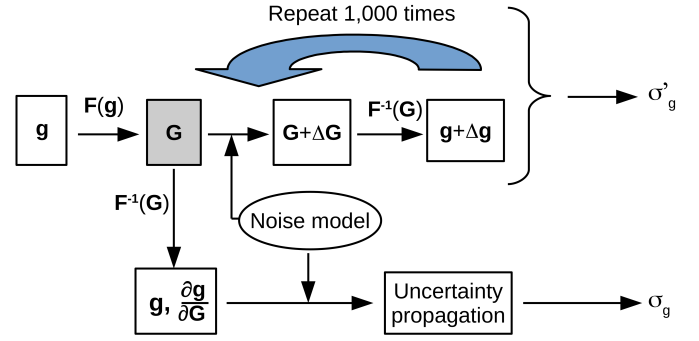 Repeat 1,000 times
F(g)
F⁻¹(G)
g
G
G+ΔG
g+Δg
σ'g
F⁻¹(G)
Noise model
g, ∂g/∂G
Uncertainty
propagation
σg